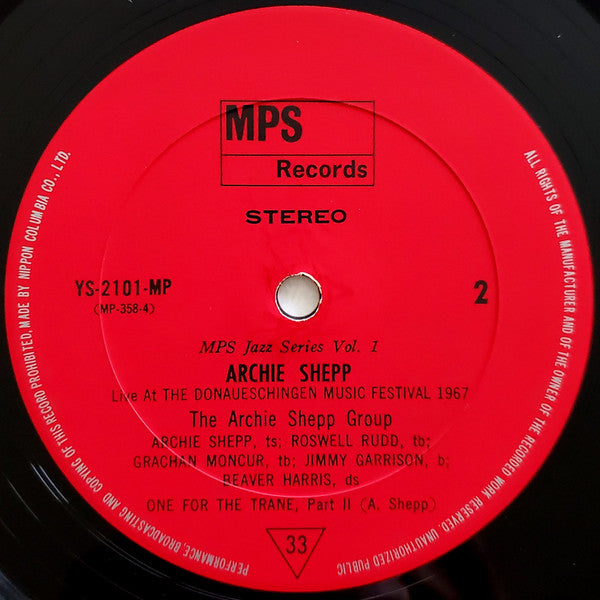 MPS
Records
STEREO
YS-2101-MP
(MP-358-4)
2
MPS Jazz Series Vol. 1
ARCHIE SHEPP
Live At THE DONAUESCHINGEN MUSIC FESTIVAL 1967
The Archie Shepp Group
ARCHIE SHEPP, ts; ROSWELL RUDD, tb;
GRACHAN MONCUR, tb; JIMMY GARRISON, b;
BEAVER HARRIS, ds
ONE FOR THE TRANE, Part II (A. Shepp)
33
ALL RIGHTS OF THE MANUFACTURER AND OF THE OWNER OF THE RECORDED WORK RESERVED. UNAUTHORIZED PUBLIC
PERFORMANCE, BROADCASTING AND COPYING OF THIS RECORD PROHIBITED. MADE BY NIPPON COLUMBIA CO., LTD.